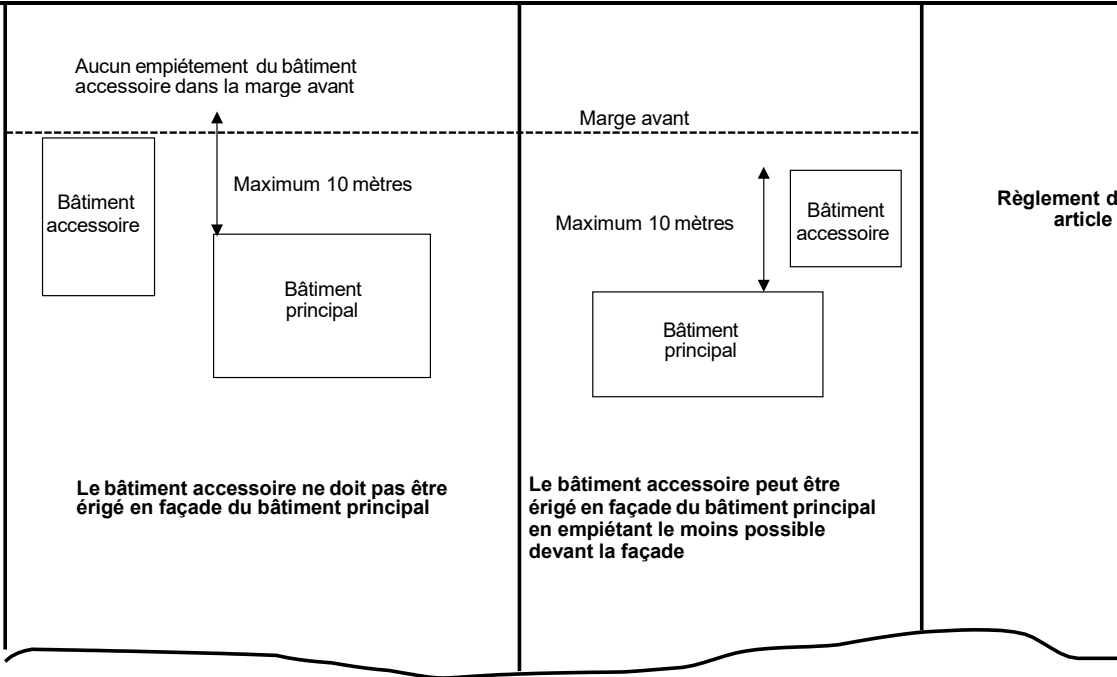 Aucun empiétement du bâtiment
accessoire dans la marge avant
Maximum 10 mètres
Bâtiment
accessoire
Bâtiment
principal
Le bâtiment accessoire ne doit pas être
érigé en façade du bâtiment principal
Marge avant
Maximum 10 mètres
Bâtiment
accessoire
Bâtiment
principal
Le bâtiment accessoire peut être
érigé en façade du bâtiment principal
en empiétant le moins possible
devant la façade
Règlement d
article